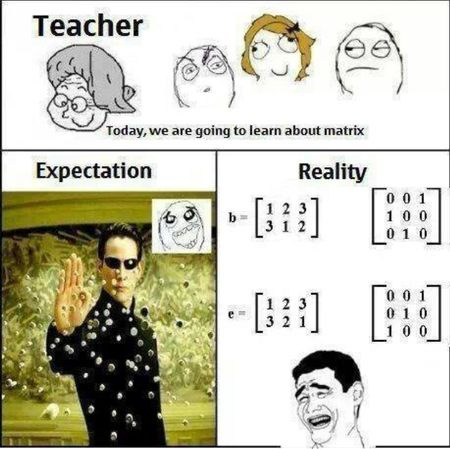 Teacher
Today, we are going to learn about matrix
Expectation
Reality
b = [1 2 3
3 1 2]
[0 0 1
1 0 0
0 1 0]
e = [1 2 3
3 2 1]
[0 0 1
0 1 0
1 0 0]